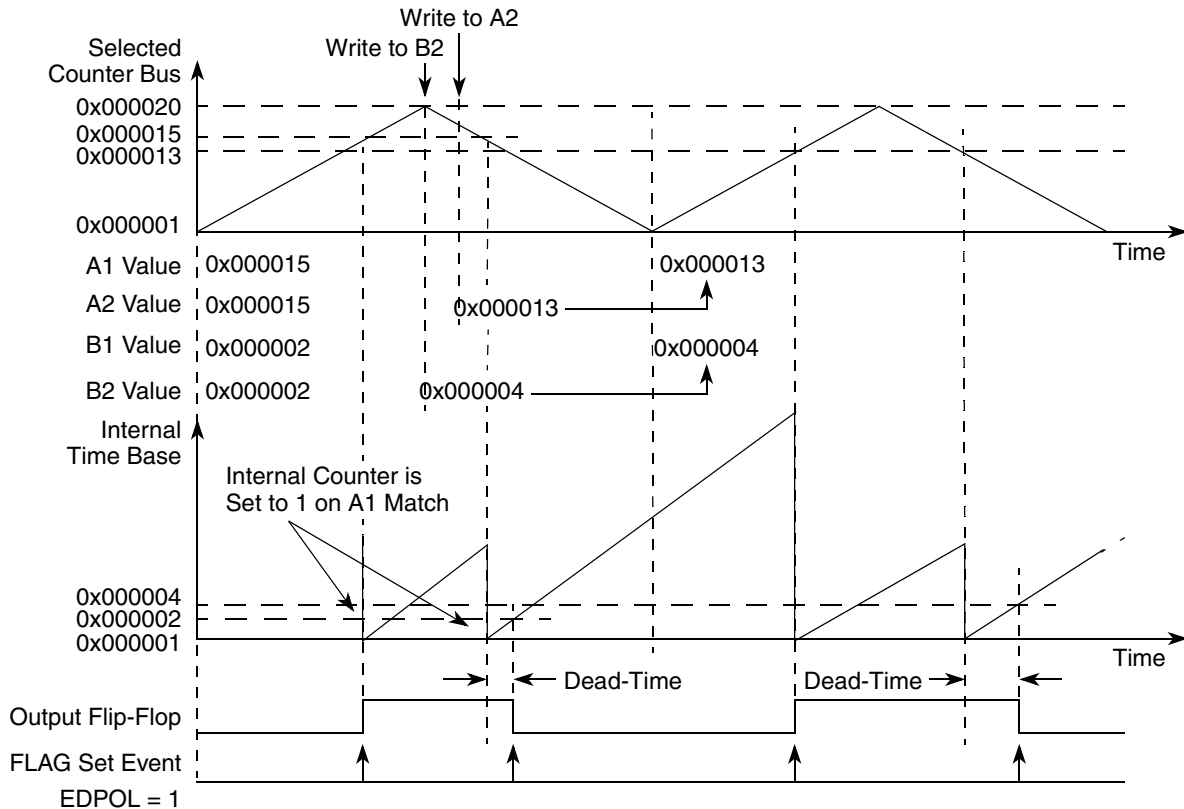 Write to A2
Write to B2
Selected
Counter Bus
0x000020
0x000015
0x000013
0x000001
Time
A1 Value 0x000015 0x000013
A2 Value 0x000015 0x000013
B1 Value 0x000002 0x000004
B2 Value 0x000002 0x000004
Internal
Time Base
Internal Counter is
Set to 1 on A1 Match
0x000004
0x000002
0x000001
Time
Dead-Time Dead-Time
Output Flip-Flop
FLAG Set Event
EDPOL = 1